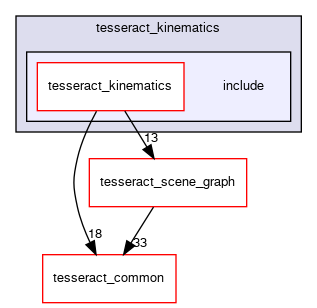 tesseract_kinematics
tesseract_kinematics
include
13
tesseract_scene_graph
18
33
tesseract_common